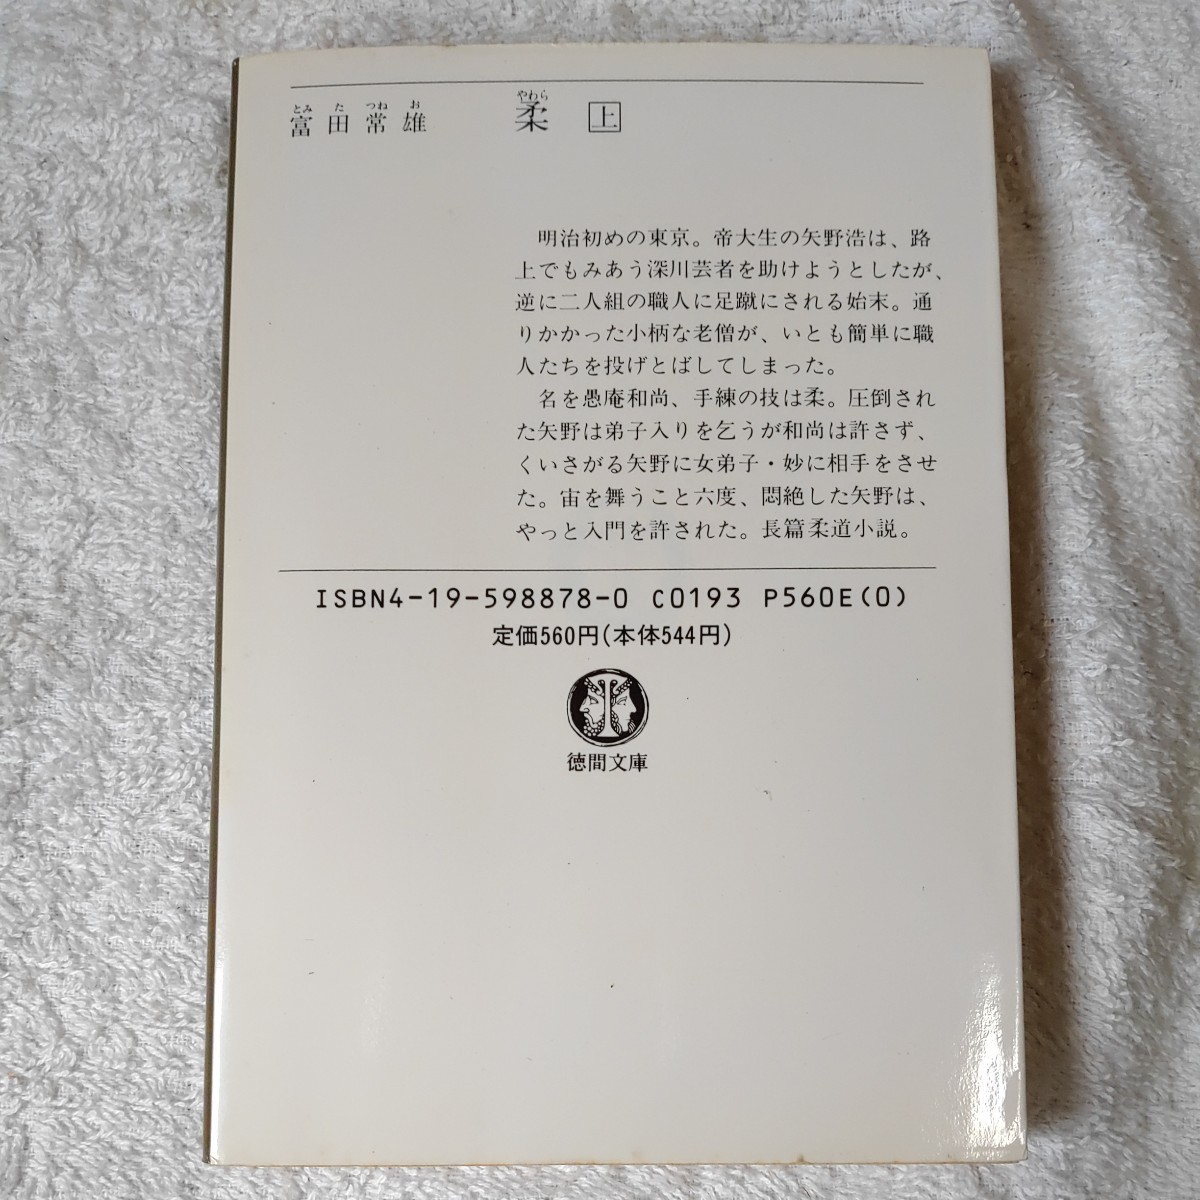 とみ た つね お
富田常雄
やわら
柔 上
明治初めの東京。帝大生の矢野浩は、路
上でもみあう深川芸者を助けようとしたが、
逆に二人組の職人に足蹴にされる始末。通
りかかった小柄な老僧が、いとも簡単に職
人たちを投げとばしてしまった。
名を愚庵和尚、手練の技は柔。圧倒され
た矢野は弟子入りを乞うが和尚は許さず、
くいさがる矢野に女弟子・妙に相手をさせ
た。宙を舞うこと六度、悶絶した矢野は、
やっと入門を許された。長篇柔道小説。
ISBN4-19-598878-0 C0193 P560E(0)
定価560円(本体544円)
徳間文庫